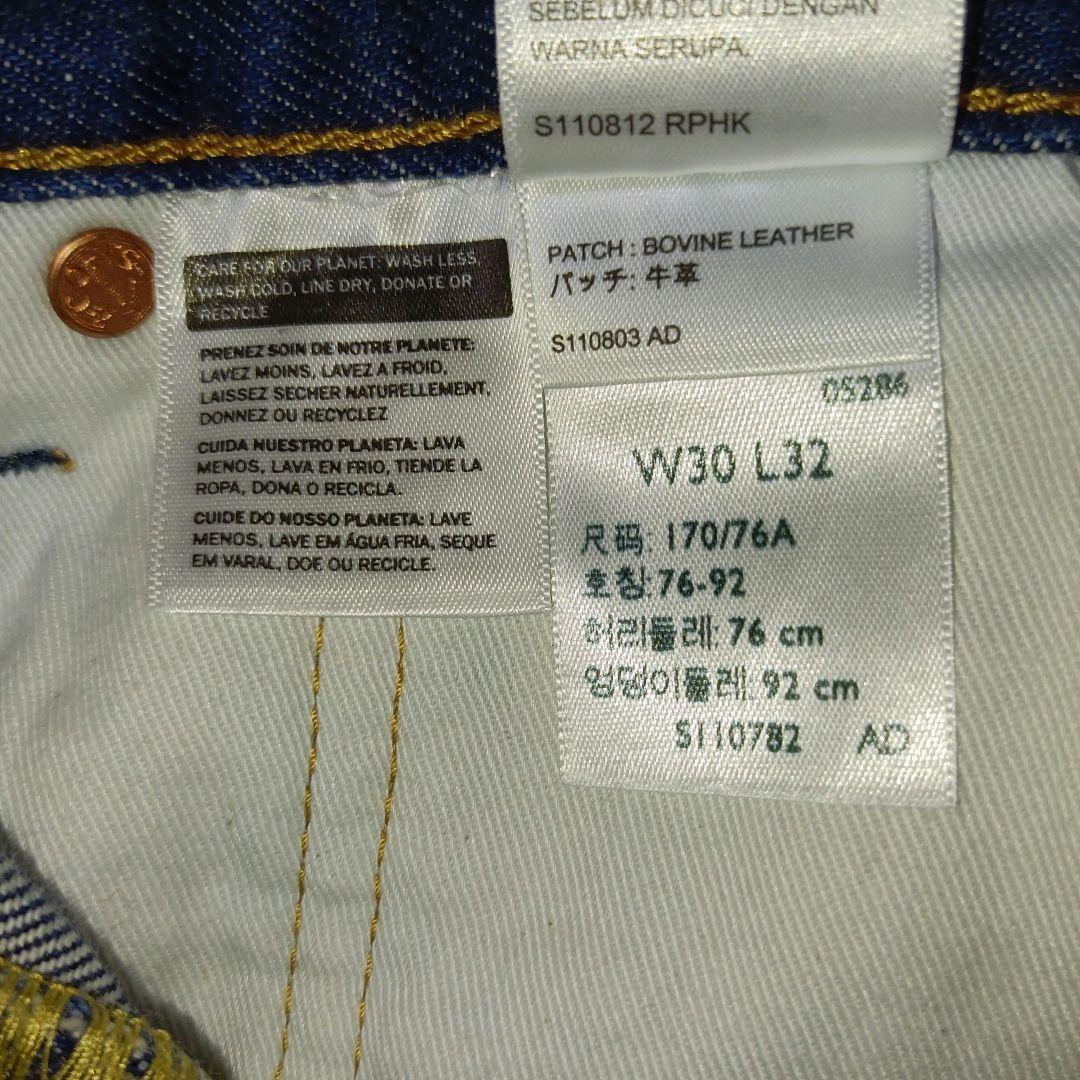 SEBELUM DICUCI DENGAN
WARNA SERUPA.
S110812 RPHK
CARE FOR OUR PLANET: WASH LESS,
WASH COLD, LINE DRY, DONATE OR
RECYCLE
PRENEZ SOIN DE NOTRE PLANETE:
LAVEZ MOINS, LAVEZ A FROID,
LAISSEZ SECHER NATURELLEMENT,
DONNEZ OU RECYCLEZ
CUIDA NUESTRO PLANETA: LAVA
MENOS, LAVA EN FRIO, TIENDE LA
ROPA, DONA O RECICLA.
CUIDE DO NOSSO PLANETA: LAVE
MENOS, LAVE EM ÁGUA FRIA, SEQUE
EM VARAL, DOE OU RECICLE.
PATCH : BOVINE LEATHER
パッチ: 牛革
S110803 AD
05286
W30 L32
尺码: 170/76A
호칭: 76-92
허리둘레: 76 cm
엉덩이둘레: 92 cm
S110782 AD